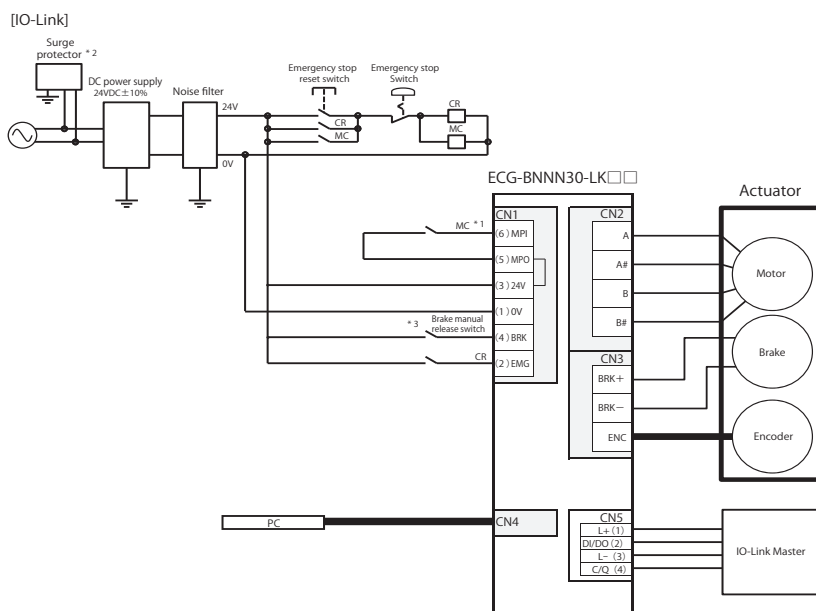 [IO-Link]
Surge
protector * 2
DC power supply
24VDC±10%
Noise filter
24V
0V
Emergency stop
reset switch
Emergency stop
Switch
CR
MC
CR
MC
ECG-BNNN30-LK□□
Actuator
CN1
MC * 1
(6) MPI
(5) MPO
(3) 24V
(1) 0V
* 3
Brake manual
release switch
(4) BRK
CR
(2) EMG
CN2
A
A#
B
B#
CN3
BRK+
BRK−
ENC
Motor
Brake
Encoder
PC
CN4
CN5
L+ (1)
DI/DO (2)
L− (3)
C/Q (4)
IO-Link Master